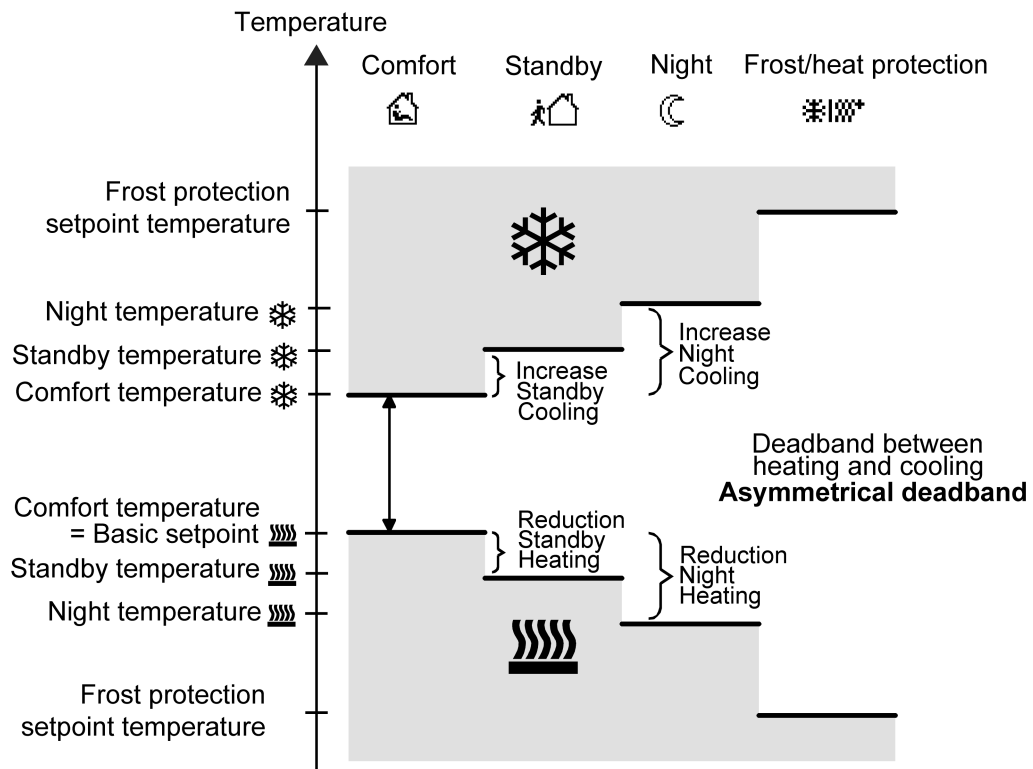 Temperature
Comfort
Standby
Night
Frost/heat protection
Frost protection
setpoint temperature
Night temperature
Standby temperature
Comfort temperature
Increase
Standby
Cooling
Increase
Night
Cooling
Deadband between
heating and cooling
Asymmetrical deadband
Comfort temperature
= Basic setpoint
Standby temperature
Night temperature
Reduction
Standby
Heating
Reduction
Night
Heating
Frost protection
setpoint temperature